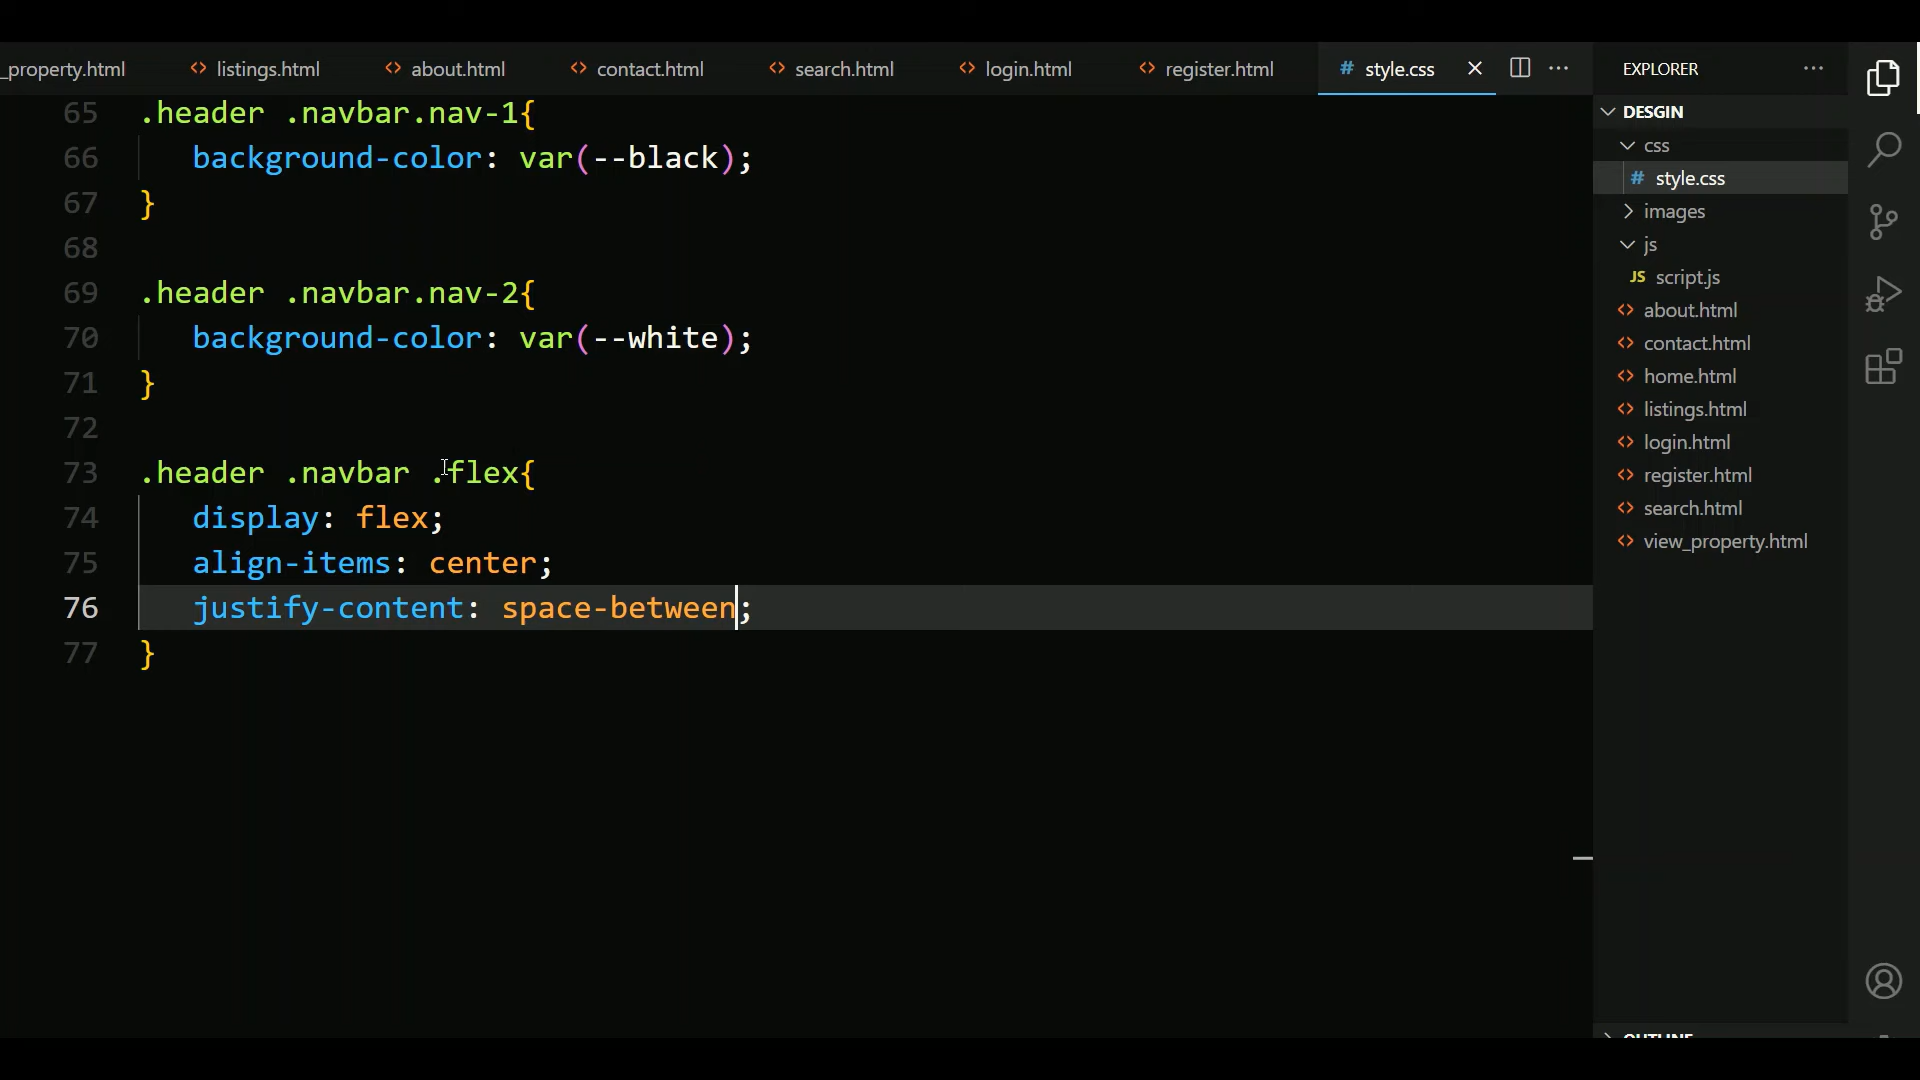 _property.html listings.html about.html contact.html search.html login.html register.html # style.css EXPLORER
DESGIN
css
# style.css
images
js
JS script.js
about.html
contact.html
home.html
listings.html
login.html
register.html
search.html
view_property.html
OUTLINE
65 .header .navbar.nav-1{
66 background-color: var(--black);
67 }
68
69 .header .navbar.nav-2{
70 background-color: var(--white);
71 }
72
73 .header .navbar .flex{
74 display: flex;
75 align-items: center;
76 justify-content: space-between;
77 }